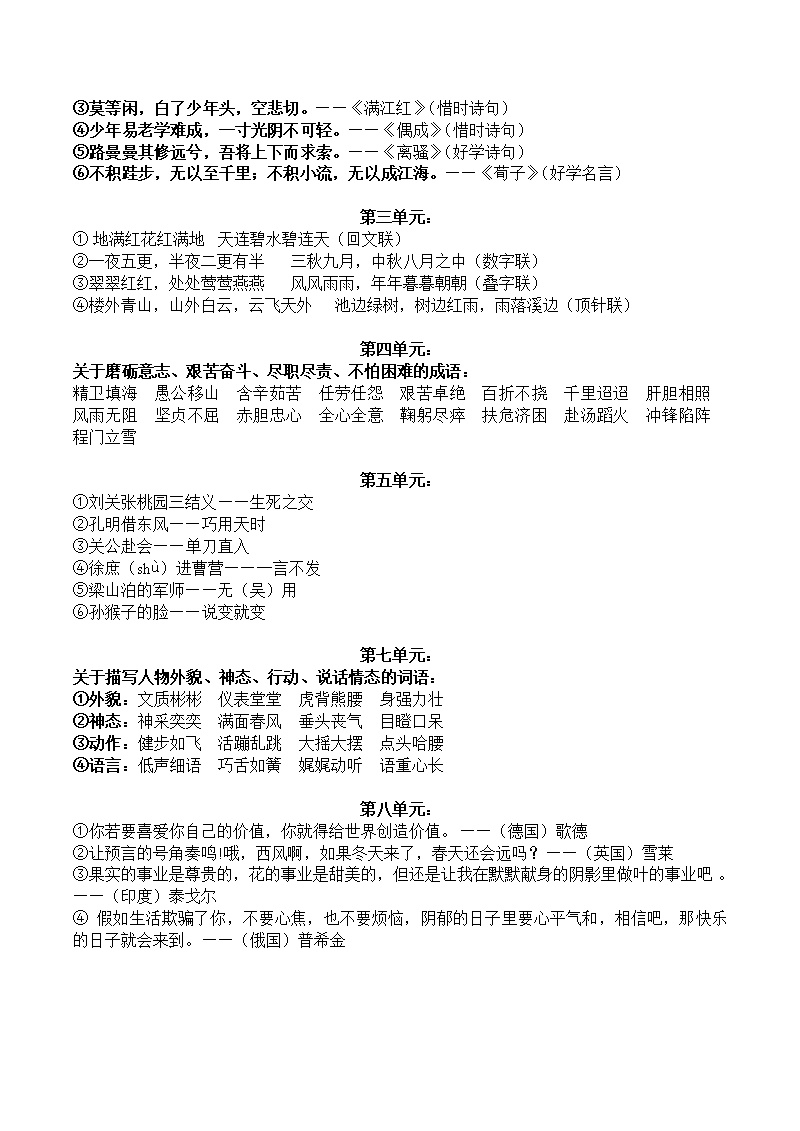 ③莫等闲，白了少年头，空悲切。——《满江红》（惜时诗句）
④少年易老学难成，一寸光阴不可轻。——《偶成》（惜时诗句）
⑤路曼曼其修远兮，吾将上下而求索。——《离骚》（好学诗句）
⑥不积跬步，无以至千里；不积小流，无以成江海。——《荀子》（好学名言）
第三单元：
① 地满红花红满地 天连碧水碧连天（回文联）
②一夜五更，半夜二更有半 三秋九月，中秋八月之中（数字联）
③翠翠红红，处处莺莺燕燕 风风雨雨，年年暮暮朝朝（叠字联）
④楼外青山，山外白云，云飞天外 池边绿树，树边红雨，雨落溪边（顶针联）
第四单元：
关于磨砺意志、艰苦奋斗、尽职尽责、不怕困难的成语：
精卫填海 愚公移山 含辛茹苦 任劳任怨 艰苦卓绝 百折不挠 千里迢迢 肝胆相照
风雨无阻 坚贞不屈 赤胆忠心 全心全意 鞠躬尽瘁 扶危济困 赴汤蹈火 冲锋陷阵
程门立雪
第五单元：
①刘关张桃园三结义——生死之交
②孔明借东风——巧用天时
③关公赴会——单刀直入
④徐庶（shù）进曹营——一言不发
⑤梁山泊的军师——无（吴）用
⑥孙猴子的脸——说变就变
第七单元：
关于描写人物外貌、神态、行动、说话情态的词语：
①外貌：文质彬彬 仪表堂堂 虎背熊腰 身强力壮
②神态：神采奕奕 满面春风 垂头丧气 目瞪口呆
③动作：健步如飞 活蹦乱跳 大摇大摆 点头哈腰
④语言：低声细语 巧舌如簧 娓娓动听 语重心长
第八单元：
①你若要喜爱你自己的价值，你就得给世界创造价值。——（德国）歌德
②让预言的号角奏鸣！哦，西风啊，如果冬天来了，春天还会远吗？——（英国）雪莱
③果实的事业是尊贵的，花的事业是甜美的，但还是让我在默默献身的阴影里做叶的事业吧 。
——（印度）泰戈尔
④ 假如生活欺骗了你，不要心焦，也不要烦恼，阴郁的日子里要心平气和，相信吧，那快乐
的日子就会来到。——（俄国）普希金